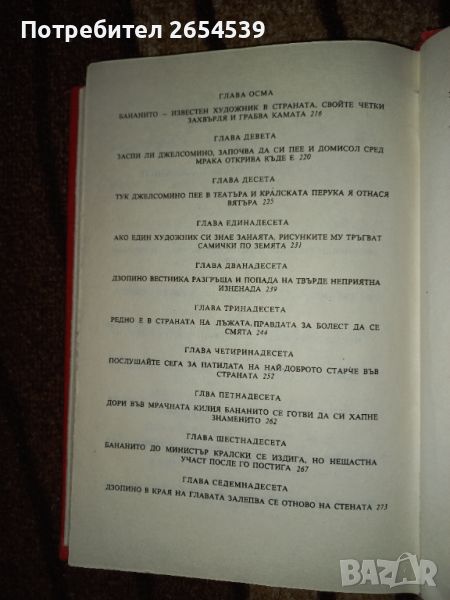 Потребител 2654539
ГЛАВА ОСМА
БАНАНИТО – ИЗВЕСТЕН ХУДОЖНИК В СТРАНАТА, СВОЙТЕ ЧЕТКИ
ЗАХВЪРЛЯ И ГРАБВА КАМАТА 216
ГЛАВА ДЕВЕТА
ЗАСПИ ЛИ ДЖЕЛСОМИНО, ЗАПОЧВА ДА СИ ПЕЕ И ДОМИСОЛ СРЕД
МРАКА ОТКРИВА КЪДЕ Е 220
ГЛАВА ДЕСЕТА
ТУК ДЖЕЛСОМИНО ПЕЕ В ТЕАТЪРА И КРАЛСКАТА ПЕРУКА Я ОТНАСЯ
ВЯТЪРА 225
ГЛАВА ЕДИНАДЕСЕТА
АКО ЕДИН ХУДОЖНИК СИ ЗНАЕ ЗАНАЯТА, РИСУНКИТЕ МУ ТРЪГВАТ
САМИЧКИ ПО ЗЕМЯТА 231
ГЛАВА ДВАНАДЕСЕТА
ДЗОПИНО ВЕСТНИКА РАЗГРЪЩА И ПОПАДА НА ТВЪРДЕ НЕПРИЯТНА
ИЗНЕНАДА 239
ГЛАВА ТРИНАДЕСЕТА
РЕДНО Е В СТРАНАТА НА ЛЪЖАТА, ПРАВДАТА ЗА БОЛЕСТ ДА СЕ
СМЯТА 244
ГЛАВА ЧЕТИРИНАДЕСЕТА
ПОСЛУШАЙТЕ СЕГА ЗА ПАТИЛАТА НА НАЙ-ДОБРОТО СТАРЧЕ ВЪВ
СТРАНАТА 252
ГЛАВА ПЕТНАДЕСЕТА
ДОРИ ВЪВ МРАЧНАТА КИЛИЯ БАНАНИТО СЕ ГОТВИ ДА СИ ХАПНЕ
ЗНАМЕНИТО 262
ГЛАВА ШЕСТНАДЕСЕТА
БАНАНИТО ДО МИНИСТЪР КРАЛСКИ СЕ ИЗДИГА, НО НЕЩАСТНА
УЧАСТ ПОСЛЕ ГО ПОСТИГА 267
ГЛАВА СЕДЕМНАДЕСЕТА
ДЗОПИНО В КРАЯ НА ГЛАВАТА ЗАЛЕПВА СЕ ОТНОВО НА СТЕНАТА 273
BAZAR